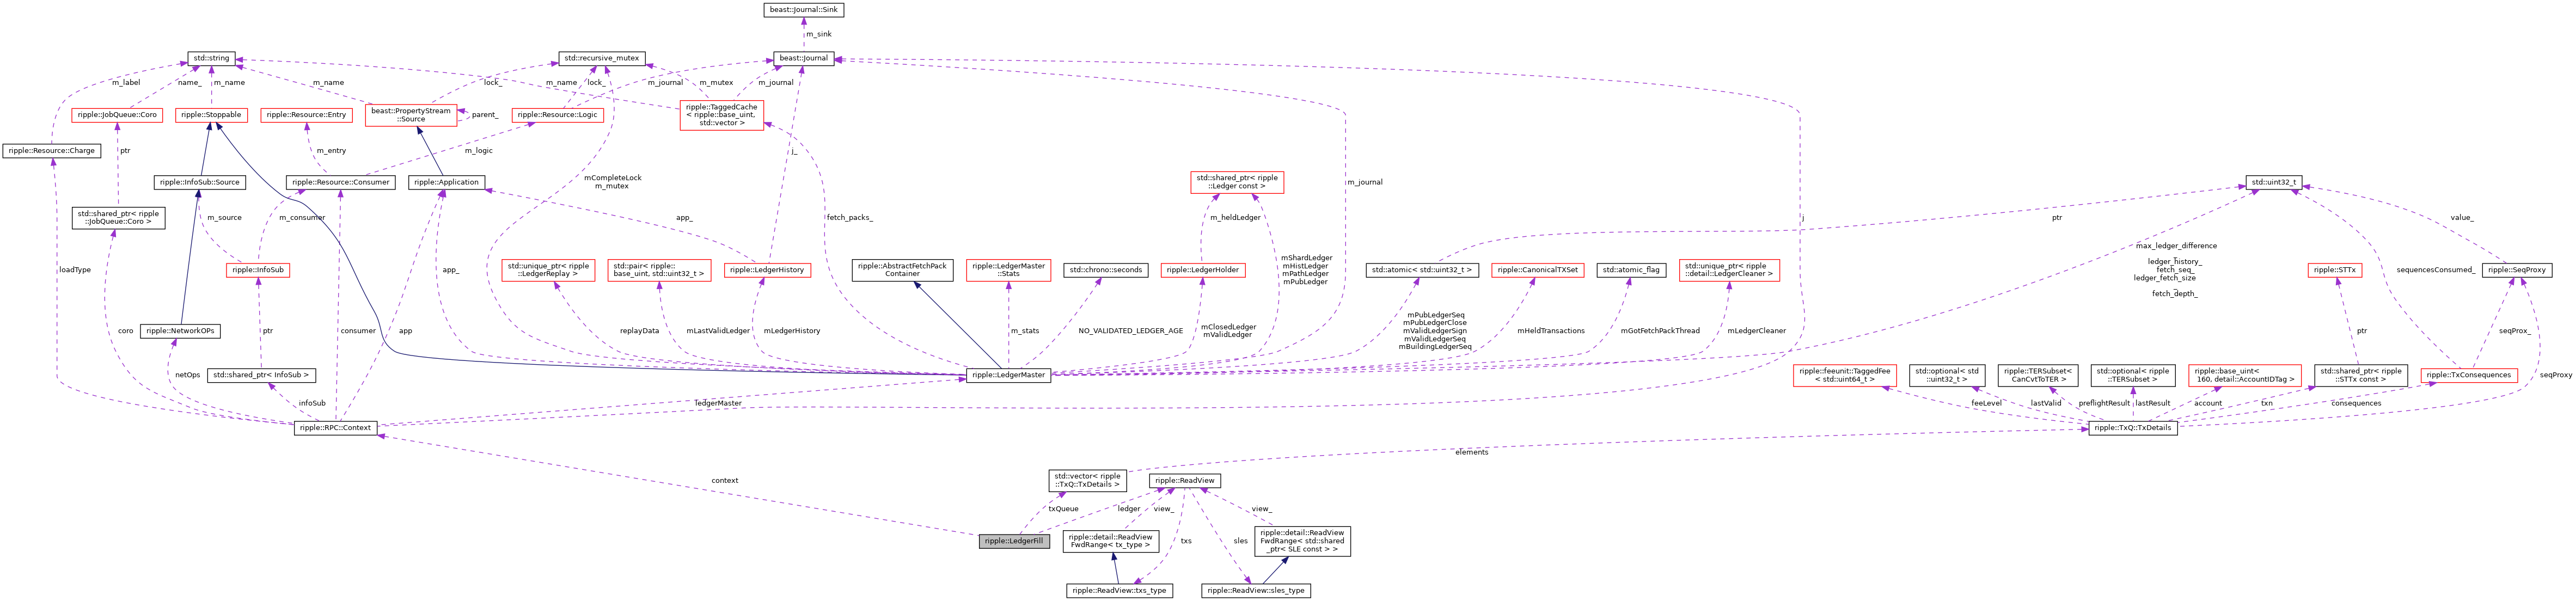 beast::Journal::Sink
m_sink
std::string
std::recursive_mutex
beast::Journal
m_label
name_
m_name
m_name
lock_
m_name
lock_
m_journal
m_mutex
m_journal
ripple::JobQueue::Coro
ripple::Stoppable
ripple::Resource::Entry
beast::PropertyStream
::Source
parent_
ripple::Resource::Logic
ripple::TaggedCache
< ripple::base_uint,
std::vector >
ripple::Resource::Charge
ptr
m_entry
m_logic
j_
ripple::InfoSub::Source
ripple::Resource::Consumer
ripple::Application
mCompleteLock
m_mutex
std::shared_ptr< ripple
::Ledger const >
m_journal
std::uint32_t
std::shared_ptr< ripple
::JobQueue::Coro >
m_source
m_consumer
app_
fetch_packs_
m_heldLedger
j
ptr
value_
loadType
ripple::InfoSub
app_
std::unique_ptr< ripple
::LedgerReplay >
std::pair< ripple::
base_uint, std::uint32_t >
ripple::LedgerHistory
ripple::AbstractFetchPack
Container
ripple::LedgerMaster
::Stats
std::chrono::seconds
ripple::LedgerHolder
mShardLedger
mHistLedger
mPathLedger
mPubLedger
std::atomic< std::uint32_t >
ripple::CanonicalTXSet
std::atomic_flag
std::unique_ptr< ripple
::detail::LedgerCleaner >
max_ledger_difference
_
ledger_history_
fetch_seq_
ledger_fetch_size
_
fetch_depth_
ripple::STTx
sequencesConsumed_
ripple::SeqProxy
ripple::NetworkOPs
coro
ptr
consumer
app
replayData
mLastValidLedger
mLedgerHistory
m_stats
NO_VALIDATED_LEDGER_AGE
mClosedLedger
mValidLedger
mPubLedgerSeq
mPubLedgerClose
mValidLedgerSign
mValidLedgerSeq
mBuildingLedgerSeq
mHeldTransactions
mGotFetchPackThread
mLedgerCleaner
ptr
seqProx_
netOps
std::shared_ptr< InfoSub >
ripple::LedgerMaster
ripple::feeunit::TaggedFee
< std::uint64_t >
std::optional< std
::uint32_t >
ripple::TERSubset<
CanCvtToTER >
std::optional< ripple
::TERSubset >
ripple::base_uint<
160, detail::AccountIDTag >
std::shared_ptr< ripple
::STTx const >
ripple::TxConsequences
seqProxy
infoSub
ledgerMaster
feeLevel
lastValid
preflightResult
lastResult
account
txn
consequences
ripple::RPC::Context
ripple::TxQ::TxDetails
elements
context
std::vector< ripple
::TxQ::TxDetails >
ripple::ReadView
txQueue
ledger
view_
view_
ripple::LedgerFill
ripple::detail::ReadView
FwdRange< tx_type >
txs
sles
ripple::detail::ReadView
FwdRange< std::shared
_ptr< SLE const > >
ripple::ReadView::txs_type
ripple::ReadView::sles_type